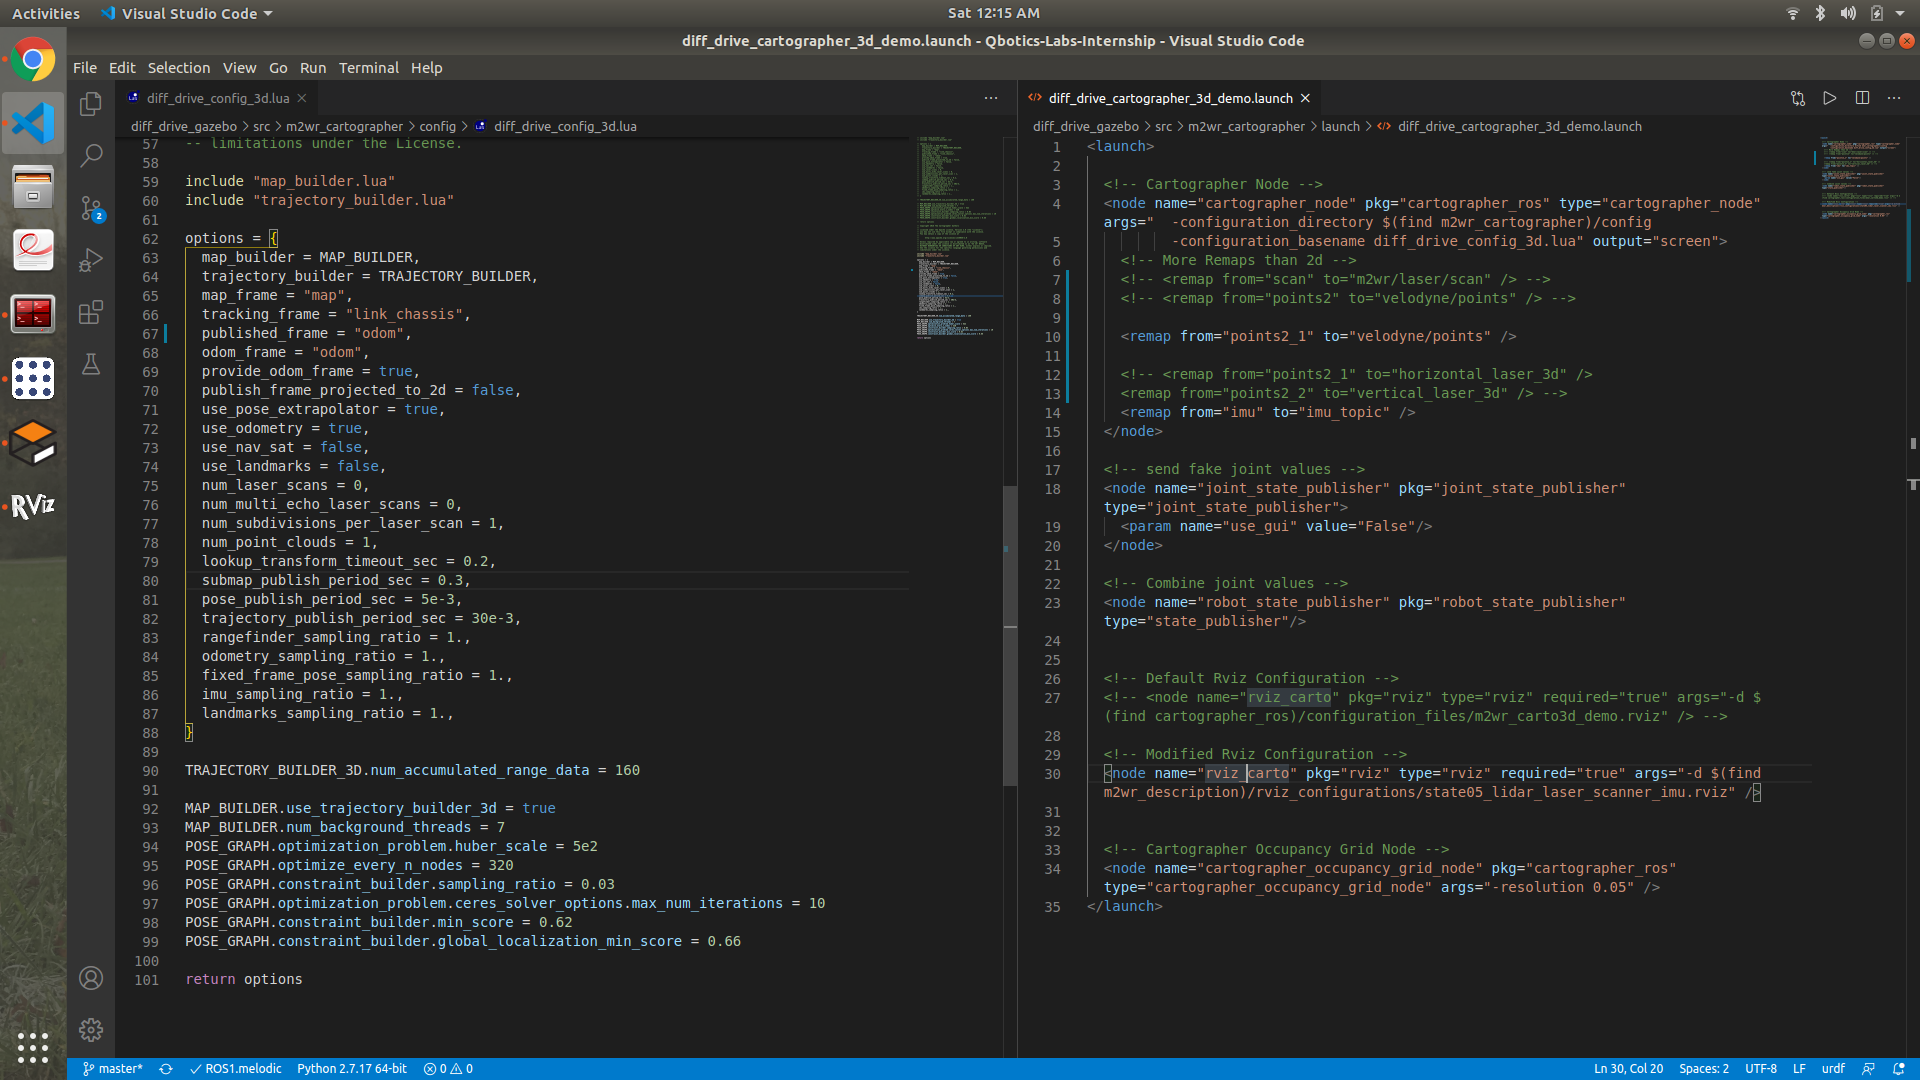 Activities
Visual Studio Code
Sat 12:15 AM
diff_drive_cartographer_3d_demo.launch - Qbotics-Labs-Internship - Visual Studio Code
File Edit Selection View Go Run Terminal Help
diff_drive_config_3d.lua
diff_drive_gazebo > src > m2wr_cartographer > config > diff_drive_config_3d.lua
57 -- limitations under the License.
58
59 include "map_builder.lua"
60 include "trajectory_builder.lua"
61
62 options = {
63 map_builder = MAP_BUILDER,
64 trajectory_builder = TRAJECTORY_BUILDER,
65 map_frame = "map",
66 tracking_frame = "link_chassis",
67 published_frame = "odom",
68 odom_frame = "odom",
69 provide_odom_frame = true,
70 publish_frame_projected_to_2d = false,
71 use_pose_extrapolator = true,
72 use_odometry = true,
73 use_nav_sat = false,
74 use_landmarks = false,
75 num_laser_scans = 0,
76 num_multi_echo_laser_scans = 0,
77 num_subdivisions_per_laser_scan = 1,
78 num_point_clouds = 1,
79 lookup_transform_timeout_sec = 0.2,
80 submap_publish_period_sec = 0.3,
81 pose_publish_period_sec = 5e-3,
82 trajectory_publish_period_sec = 30e-3,
83 rangefinder_sampling_ratio = 1.,
84 odometry_sampling_ratio = 1.,
85 fixed_frame_pose_sampling_ratio = 1.,
86 imu_sampling_ratio = 1.,
87 landmarks_sampling_ratio = 1.,
88 }
89
90 TRAJECTORY_BUILDER_3D.num_accumulated_range_data = 160
91
92 MAP_BUILDER.use_trajectory_builder_3d = true
93 MAP_BUILDER.num_background_threads = 7
94 POSE_GRAPH.optimization_problem.huber_scale = 5e2
95 POSE_GRAPH.optimize_every_n_nodes = 320
96 POSE_GRAPH.constraint_builder.sampling_ratio = 0.03
97 POSE_GRAPH.optimization_problem.ceres_solver_options.max_num_iterations = 10
98 POSE_GRAPH.constraint_builder.min_score = 0.62
99 POSE_GRAPH.constraint_builder.global_localization_min_score = 0.66
100
101 return options
diff_drive_cartographer_3d_demo.launch
diff_drive_gazebo > src > m2wr_cartographer > launch > diff_drive_cartographer_3d_demo.launch
1 <launch>
2
3 <!-- Cartographer Node -->
4 <node name="cartographer_node" pkg="cartographer_ros" type="cartographer_node"
args=" -configuration_directory $(find m2wr_cartographer)/config
5 -configuration_basename diff_drive_config_3d.lua" output="screen">
6 <!-- More Remaps than 2d -->
7 <!-- <remap from="scan" to="m2wr/laser/scan" /> -->
8 <!-- <remap from="points2" to="velodyne/points" /> -->
9
10 <remap from="points2_1" to="velodyne/points" />
11
12 <!-- <remap from="points2_1" to="horizontal_laser_3d" />
13 <remap from="points2_2" to="vertical_laser_3d" /> -->
14 <remap from="imu" to="imu_topic" />
15 </node>
16
17 <!-- send fake joint values -->
18 <node name="joint_state_publisher" pkg="joint_state_publisher"
type="joint_state_publisher">
19 <param name="use_gui" value="False"/>
20 </node>
21
22 <!-- Combine joint values -->
23 <node name="robot_state_publisher" pkg="robot_state_publisher"
type="state_publisher"/>
24
25
26 <!-- Default Rviz Configuration -->
27 <!-- <node name="rviz_carto" pkg="rviz" type="rviz" required="true" args="-d $
(find cartographer_ros)/configuration_files/m2wr_carto3d_demo.rviz" /> -->
28
29 <!-- Modified Rviz Configuration -->
30 <node name="rviz_carto" pkg="rviz" type="rviz" required="true" args="-d $(find
m2wr_description)/rviz_configurations/state05_lidar_laser_scanner_imu.rviz" />
31
32
33 <!-- Cartographer Occupancy Grid Node -->
34 <node name="cartographer_occupancy_grid_node" pkg="cartographer_ros"
type="cartographer_occupancy_grid_node" args="-resolution 0.05" />
35 </launch>
2
RViz
master* ROS1.melodic Python 2.7.17 64-bit 0 0
Ln 30, Col 20 Spaces: 2 UTF-8 LF urdf